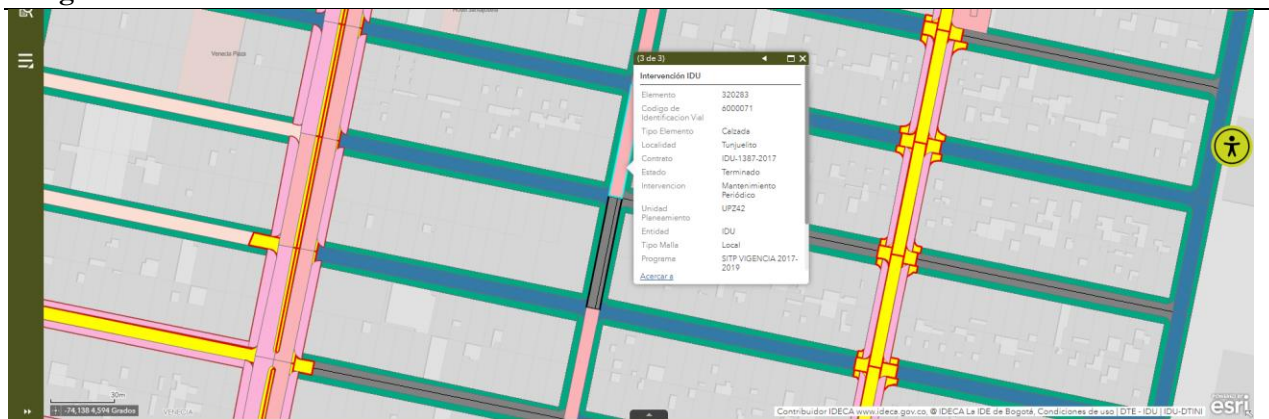 Venecia Plaza
(3 de 3)
Intervención IDU
Elemento 320283
Codigo de Identificacion Vial 6000071
Tipo Elemento Calzada
Localidad Tunjuelito
Contrato IDU-1387-2017
Estado Terminado
Intervencion Mantenimiento Periódico
Unidad Planeamiento UPZ42
Entidad IDU
Tipo Malla Local
Programa SITP VIGENCIA 2017-2019
Acercar a
30m
-74,138 4,594 Grados
VENECIA
Contribuidor IDECA www.ideca.gov.co, @ IDECA La IDE de Bogotá, Condiciones de uso | DTE - IDU | IDU-DTINI
POWERED BY
esri